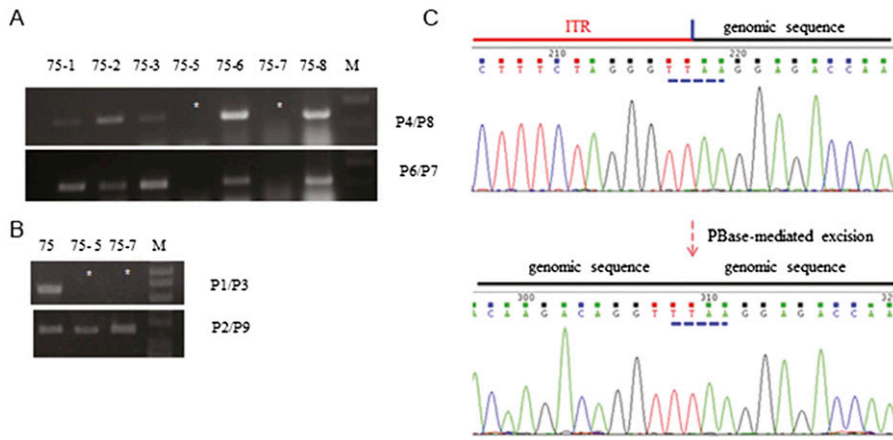 A
75-1 75-2 75-3 75-5 75-6 75-7 75-8 M
* *
P4/P8
P6/P7
B
75 75-5 75-7 M
* *
P1/P3
P2/P9
C
ITR genomic sequence
210 220
C T T T C T A G G G T T A A G G A G A C C A A
PBase-mediated excision
genomic sequence genomic sequence
300 310 32
A C A A G A C A G G T T T A A G G A G A C C A A